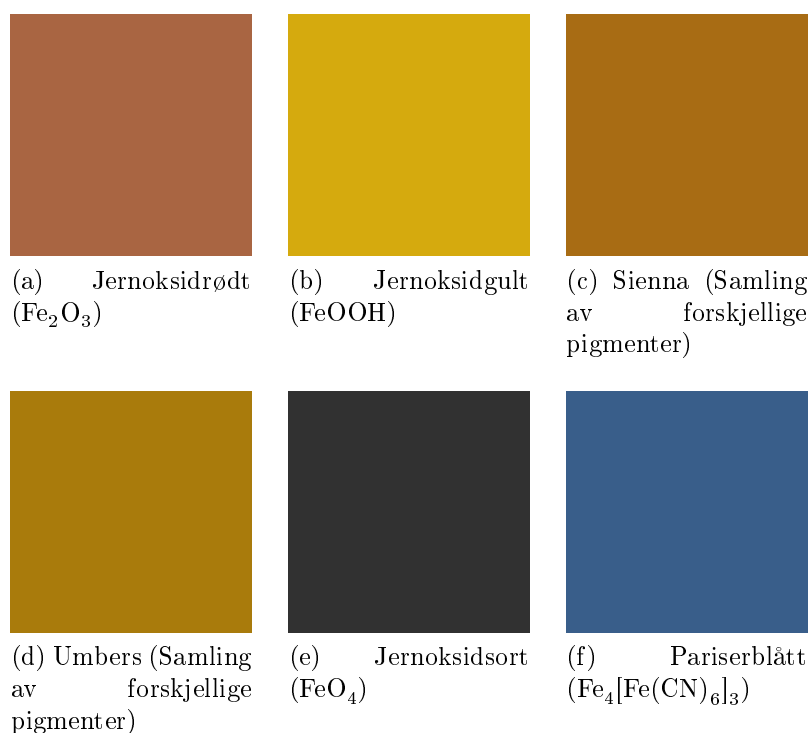 (a) Jernoksidrødt
(Fe₂O₃)
(b) Jernoksidgult
(FeOOH)
(c) Sienna (Samling
av forskjellige
pigmenter)
(d) Umbers (Samling
av forskjellige
pigmenter)
(e) Jernoksidsort
(FeO₄)
(f) Pariserblått
(Fe₄[Fe(CN)₆]₃)